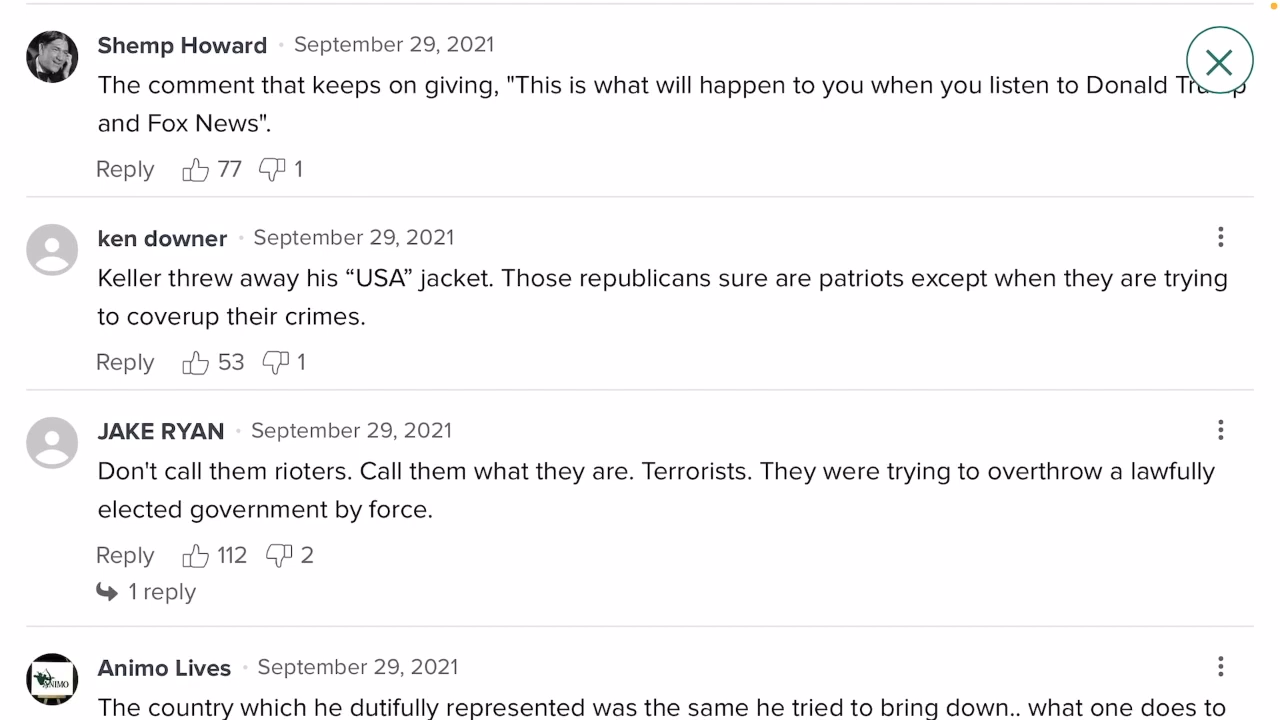 Shemp Howard · September 29, 2021
The comment that keeps on giving, "This is what will happen to you when you listen to Donald
and Fox News".
Reply 77 1
ken downer · September 29, 2021
Keller threw away his “USA” jacket. Those republicans sure are patriots except when they are trying
to coverup their crimes.
Reply 53 1
JAKE RYAN · September 29, 2021
Don't call them rioters. Call them what they are. Terrorists. They were trying to overthrow a lawfully
elected government by force.
Reply 112 2
1 reply
ANIMO
Animo Lives · September 29, 2021
The country which he dutifully represented was the same he tried to bring down.. what one does to